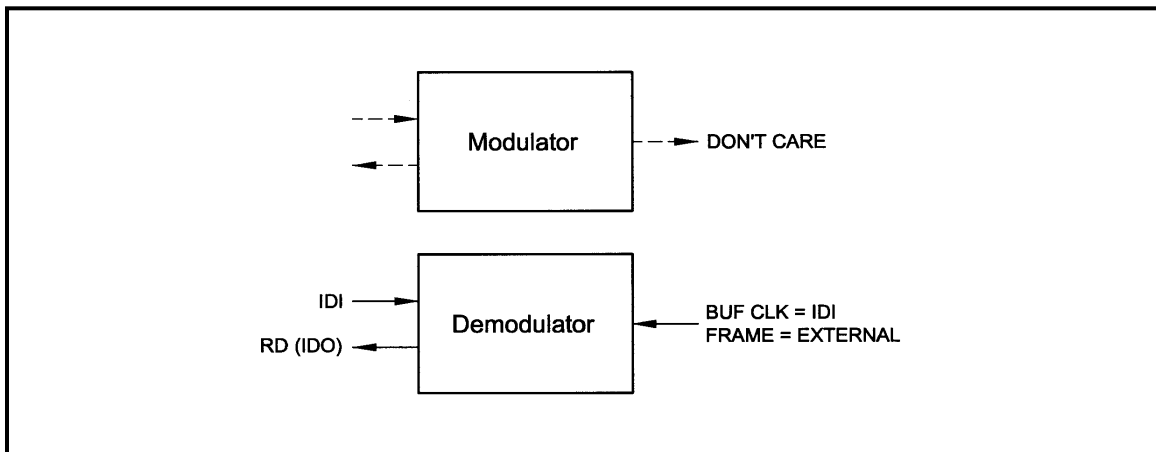 Modulator
DON'T CARE
IDI
RD (IDO)
Demodulator
BUF CLK = IDI
FRAME = EXTERNAL